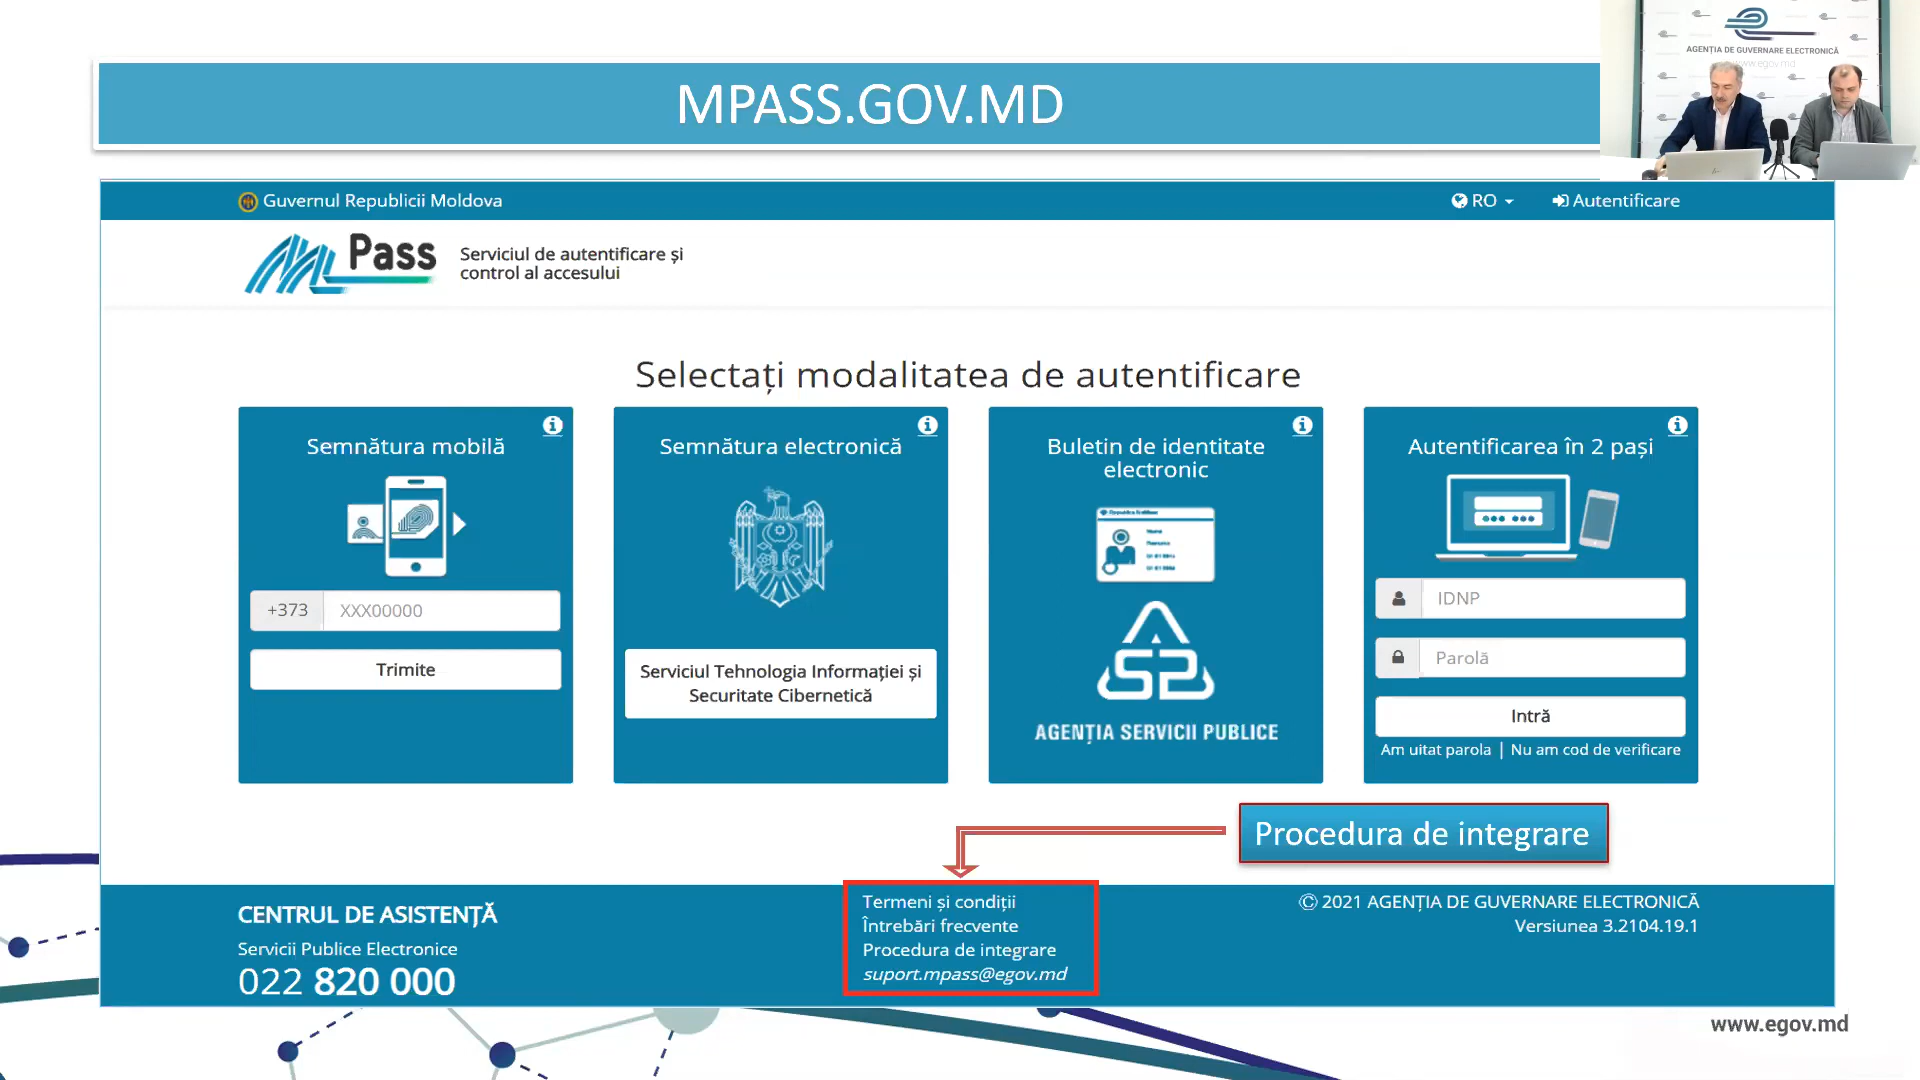 MPASS.GOV.MD
AGENȚIA DE GUVERNARE ELECTRONICĂ
www.egov.md
Guvernul Republicii Moldova
RO
Autentificare
Pass
Serviciul de autentificare și
control al accesului
Selectați modalitatea de autentificare
Semnătura mobilă
+373
XXX00000
Trimite
Semnătura electronică
Serviciul Tehnologia Informației și
Securitate Cibernetică
Buletin de identitate
electronic
AGENȚIA SERVICII PUBLICE
Autentificarea în 2 pași
IDNP
Parolă
Intră
Am uitat parola | Nu am cod de verificare
Procedura de integrare
CENTRUL DE ASISTENȚĂ
Servicii Publice Electronice
022 820 000
Termeni și condiții
Întrebări frecvente
Procedura de integrare
suport.mpass@egov.md
© 2021 AGENȚIA DE GUVERNARE ELECTRONICĂ
Versiunea 3.2104.19.1
www.egov.md